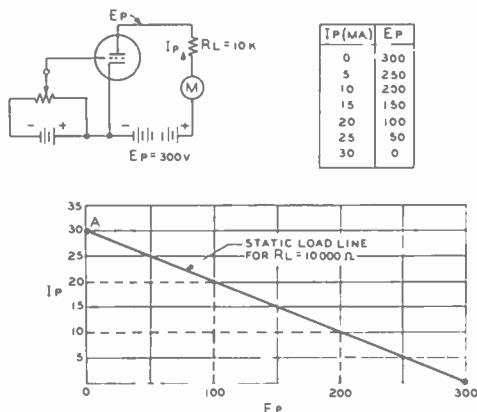 EP
IP
RL = 10K
M
- +
- +
EP = 300V
IP(MA) EP
0 300
5 250
10 200
15 150
20 100
25 50
30 0
35
A
30
STATIC LOAD LINE
FOR RL = 10000 Ω
25
IP 20
15
10
5
0 100 200 300
EP